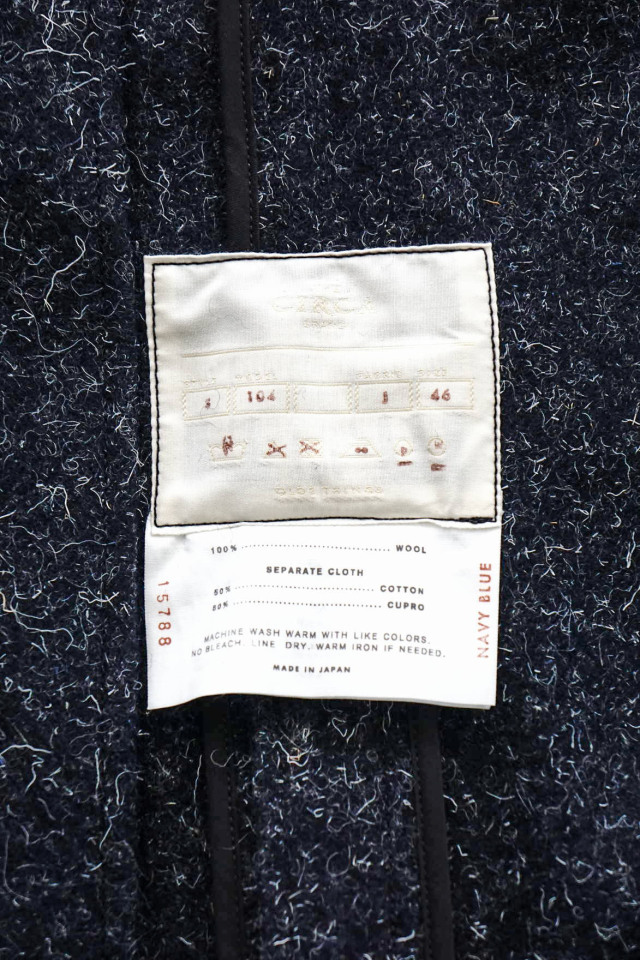 104 1 46
100% ........................................ WOOL
SEPARATE CLOTH
50% ........................................ COTTON
50% ........................................ CUPRO
MACHINE WASH WARM WITH LIKE COLORS.
NO BLEACH. LINE DRY. WARM IRON IF NEEDED.
MADE IN JAPAN
15788
NAVY BLUE